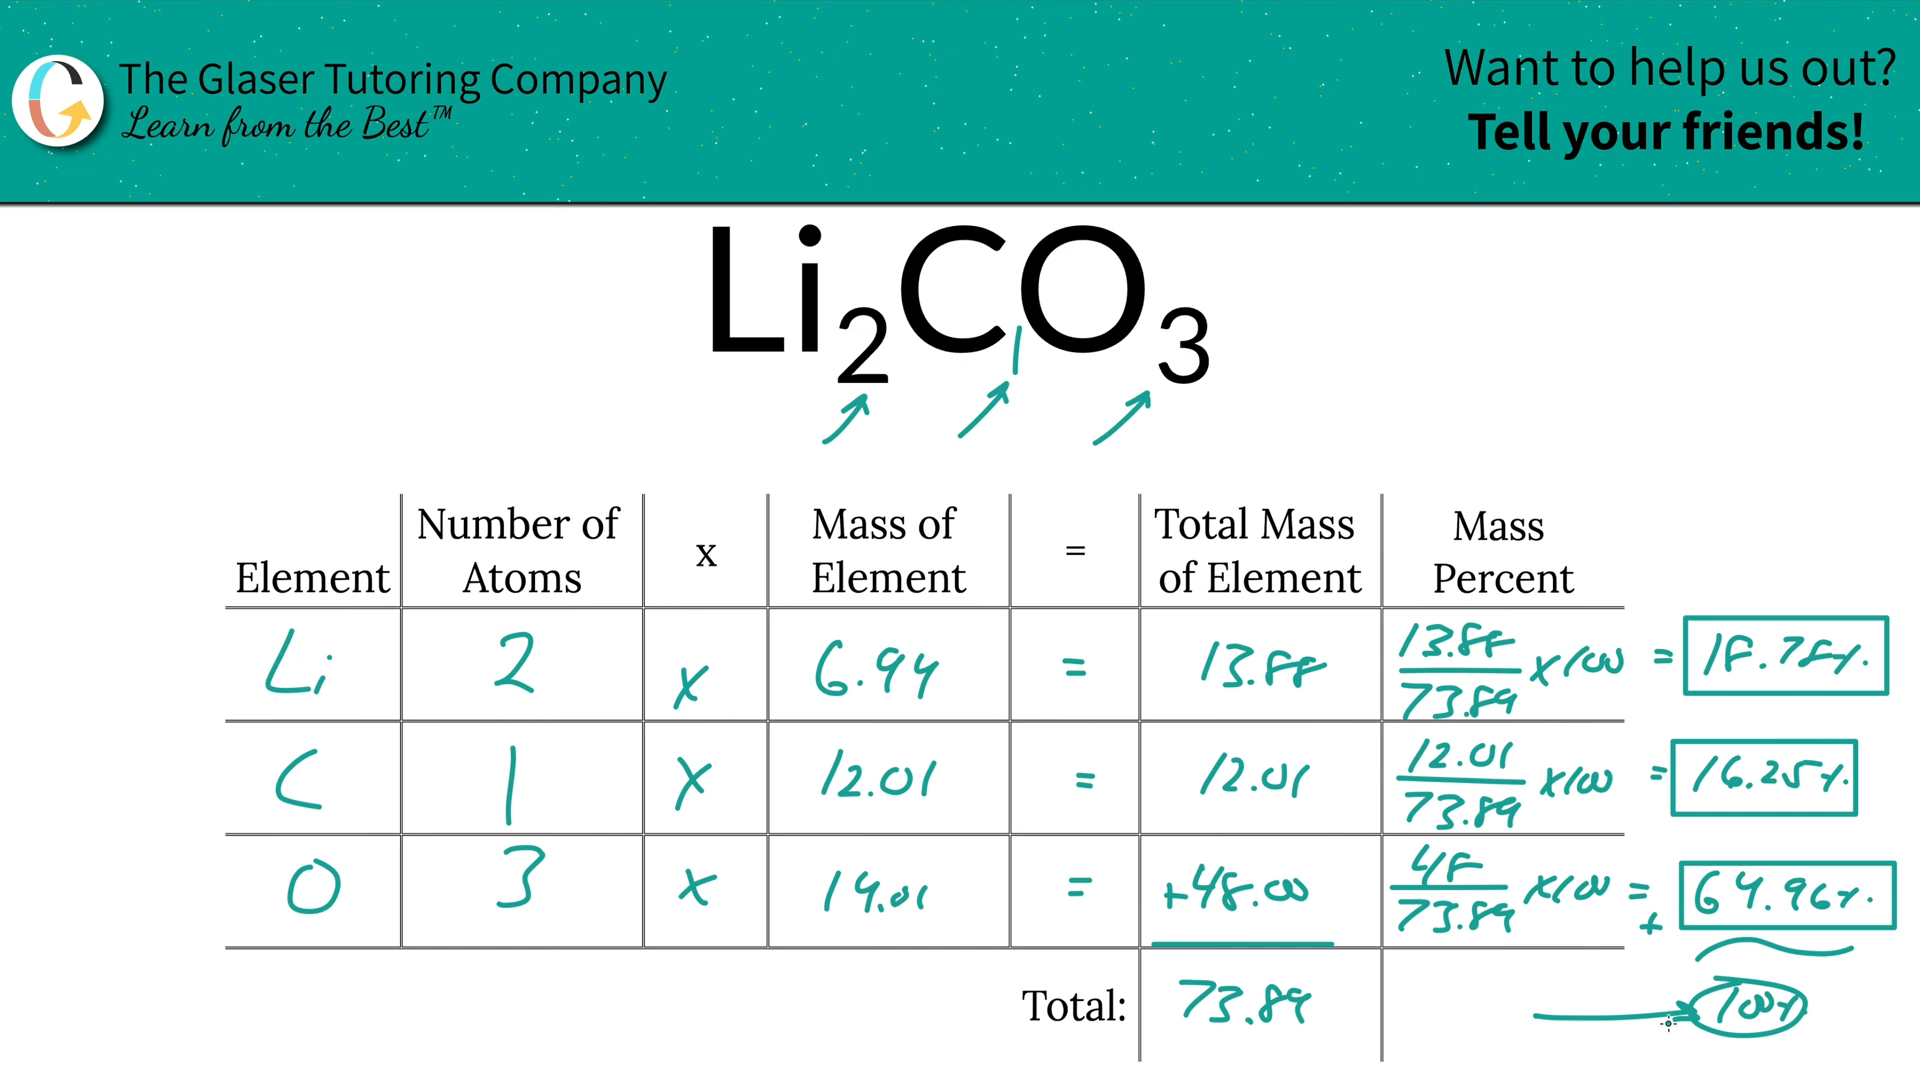 The Glaser Tutoring Company
Learn from the Best™
Want to help us out?
Tell your friends!
Li2CO3
1
Element Number of Atoms x Mass of Element = Total Mass of Element Mass Percent
Li 2 x 6.94 = 13.88 13.88/73.89 x100 = 18.78%
C 1 x 12.01 = 12.01 12.01/73.89 x100 = 16.25%
O 3 x 14.01 = +48.00 48/73.89 x100 = 64.96%
+
Total: 73.89 100%